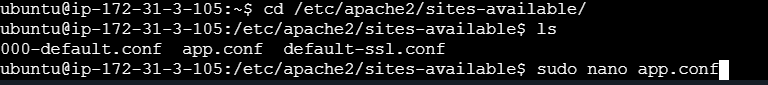 ubuntu@ip-172-31-3-105:~$ cd /etc/apache2/sites-available/
ubuntu@ip-172-31-3-105:/etc/apache2/sites-available$ ls
000-default.conf  app.conf  default-ssl.conf
ubuntu@ip-172-31-3-105:/etc/apache2/sites-available$ sudo nano app.conf